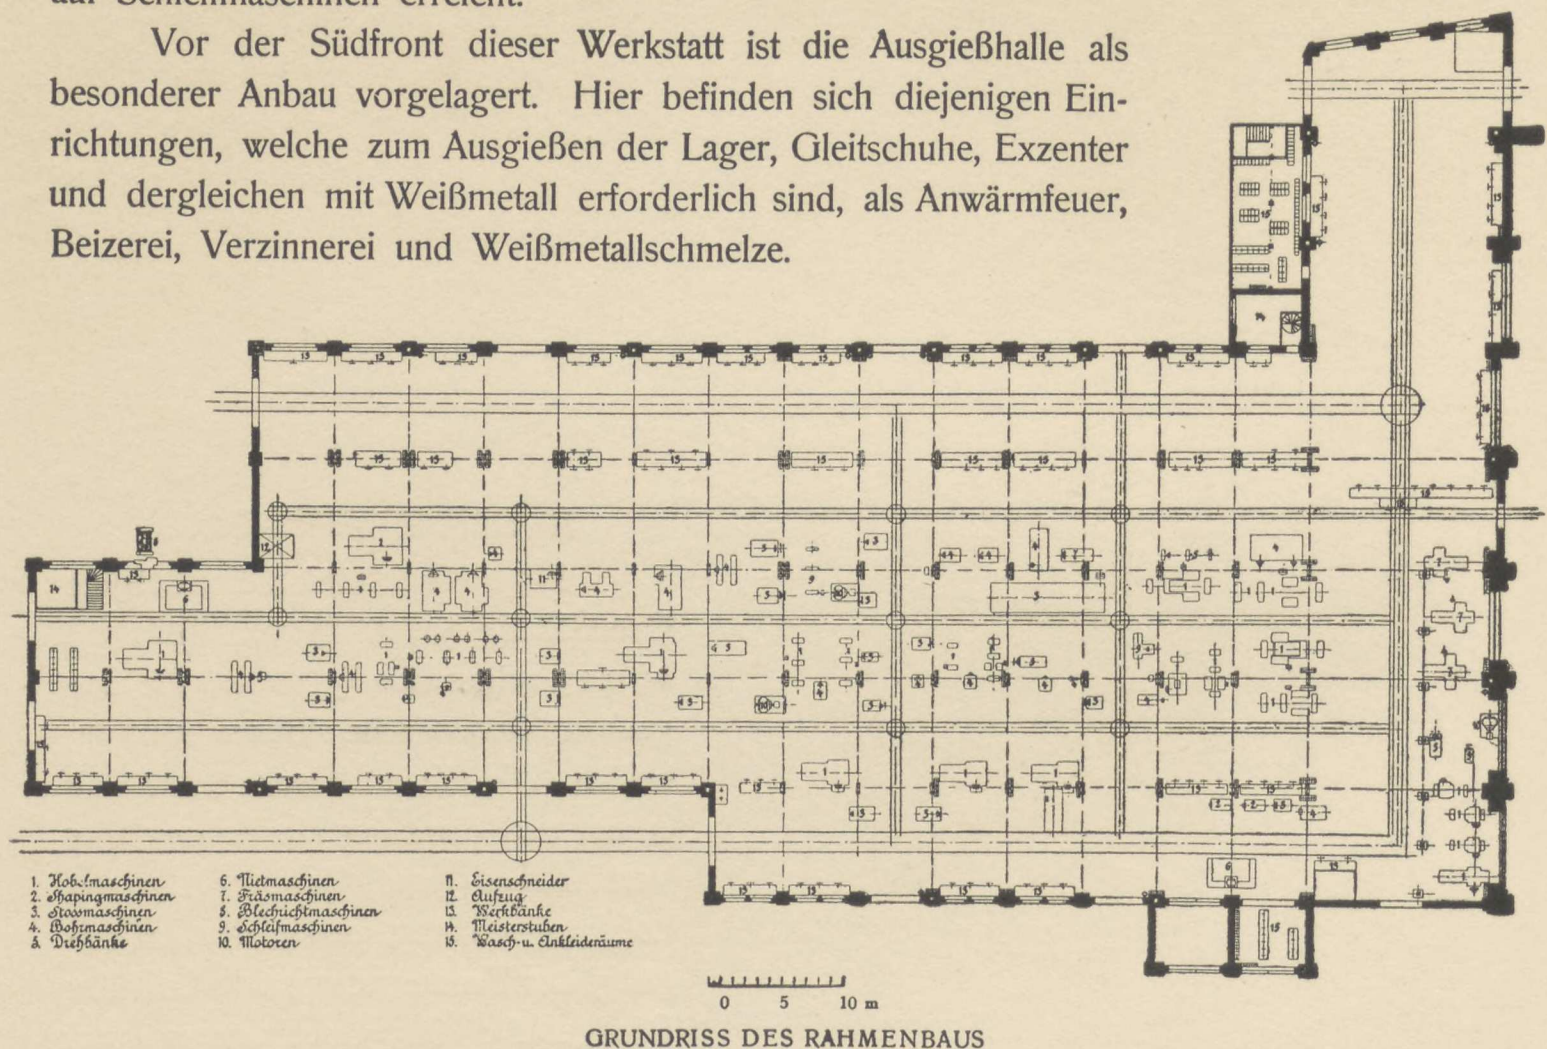 auf Schleifmaschinen erreicht.
Vor der Südfront dieser Werkstatt ist die Ausgießhalle als
besonderer Anbau vorgelagert. Hier befinden sich diejenigen Ein-
richtungen, welche zum Ausgießen der Lager, Gleitschuhe, Exzenter
und dergleichen mit Weißmetall erforderlich sind, als Anwärmfeuer,
Beizerei, Verzinnerei und Weißmetallschmelze.
1. Hobelmaschinen
2. Shapingmaschinen
3. Stossmaschinen
4. Bohrmaschinen
5. Drehbänke
6. Nietmaschinen
7. Fräsmaschinen
8. Blechrichtmaschinen
9. Schleifmaschinen
10. Motoren
11. Eisenschneider
12. Aufzug
13. Werkbänke
14. Meisterstuben
15. Wasch- u. Ankleideräume
0 5 10 m
GRUNDRISS DES RAHMENBAUS